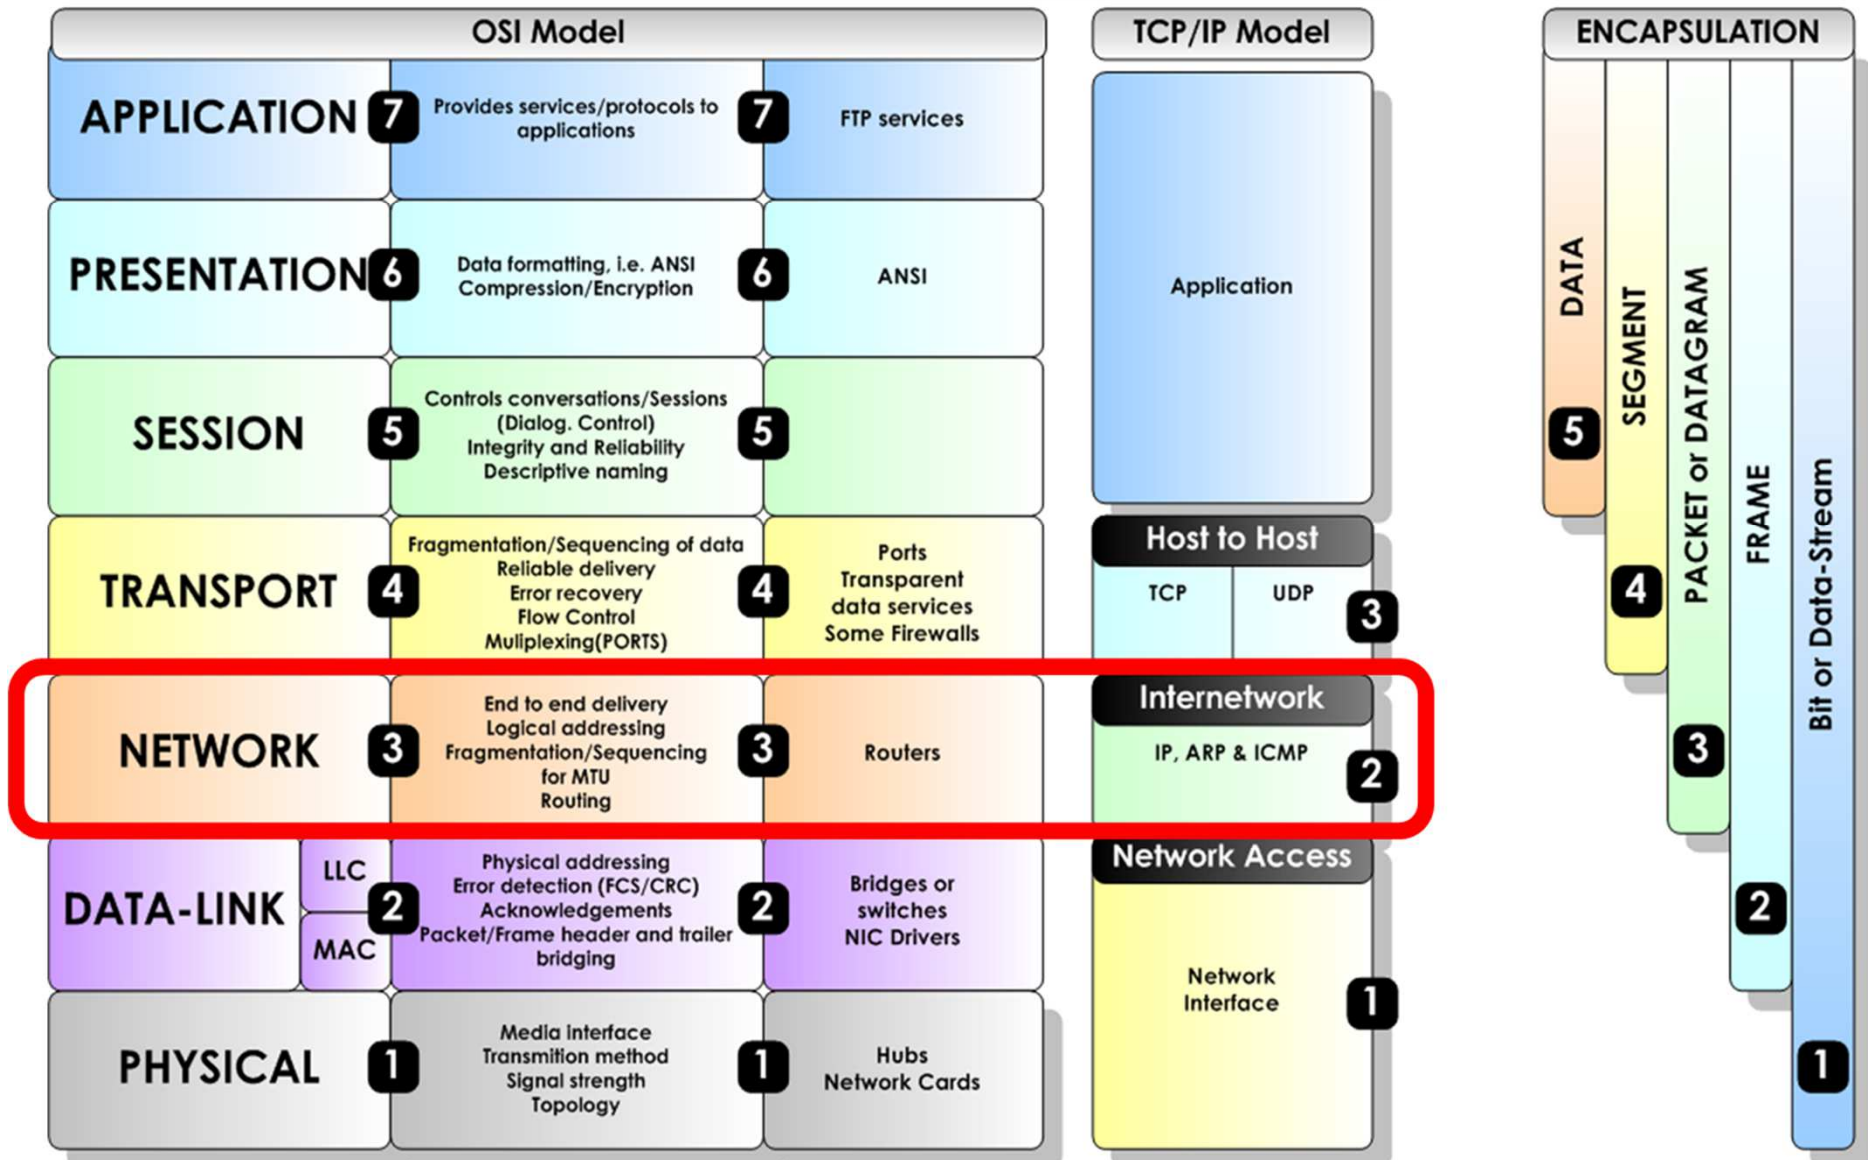 OSI Model
APPLICATION
7
Provides services/protocols to
applications
7
FTP services
PRESENTATION
6
Data formatting, i.e. ANSI
Compression/Encryption
6
ANSI
SESSION
5
Controls conversations/Sessions
(Dialog. Control)
Integrity and Reliability
Descriptive naming
5
TRANSPORT
4
Fragmentation/Sequencing of data
Reliable delivery
Error recovery
Flow Control
Muliplexing(PORTS)
4
Ports
Transparent
data services
Some Firewalls
NETWORK
3
End to end delivery
Logical addressing
Fragmentation/Sequencing
for MTU
Routing
3
Routers
DATA-LINK
LLC
MAC
2
Physical addressing
Error detection (FCS/CRC)
Acknowledgements
Packet/Frame header and trailer
bridging
2
Bridges or
switches
NIC Drivers
PHYSICAL
1
Media interface
Transmition method
Signal strength
Topology
1
Hubs
Network Cards
TCP/IP Model
Application
Host to Host
TCP
UDP
3
Internetwork
IP, ARP & ICMP
2
Network Access
Network
Interface
1
ENCAPSULATION
DATA
5
SEGMENT
4
PACKET or DATAGRAM
3
FRAME
2
Bit or Data-Stream
1